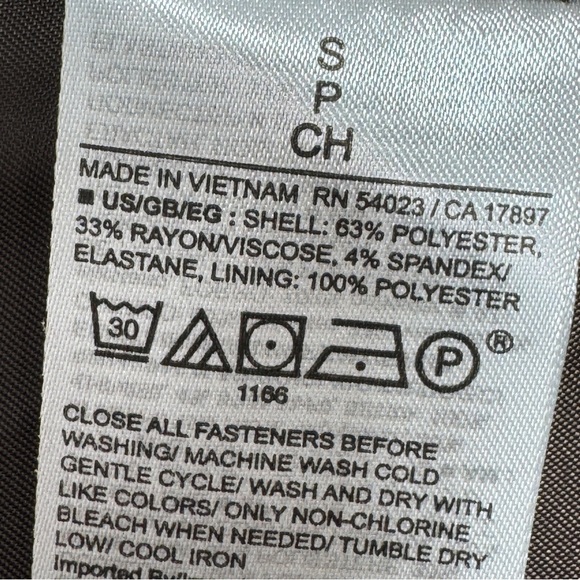 S
P
CH
MADE IN VIETNAM RN 54023 / CA 17897
■ US/GB/EG : SHELL: 63% POLYESTER,
33% RAYON/VISCOSE, 4% SPANDEX/
ELASTANE, LINING: 100% POLYESTER
30 P ®
1166
CLOSE ALL FASTENERS BEFORE
WASHING/ MACHINE WASH COLD
GENTLE CYCLE/ WASH AND DRY WITH
LIKE COLORS/ ONLY NON-CHLORINE
BLEACH WHEN NEEDED/ TUMBLE DRY
LOW/ COOL IRON
Imported